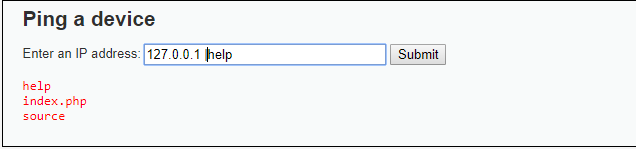 Ping a device
Enter an IP address: 127.0.0.1 |help Submit
help
index.php
source